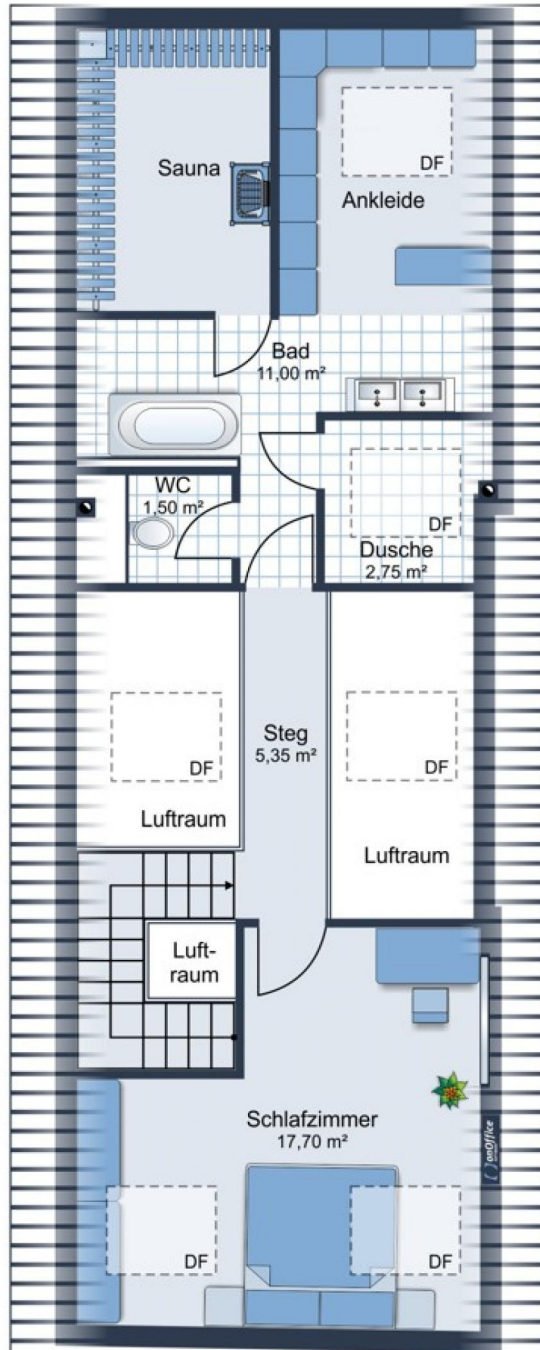 Sauna
DF
Ankleide
Bad
11,00 m²
WC
1,50 m²
DF
Dusche
2,75 m²
Steg
5,35 m²
DF
DF
Luftraum
Luftraum
Luft-
raum
Schlafzimmer
17,70 m²
onOffice
DF
DF